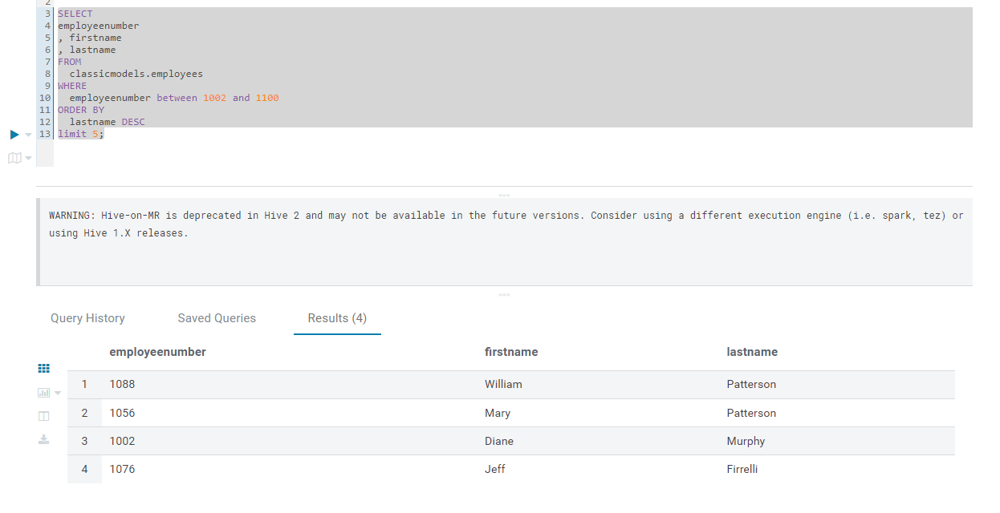 2
3 SELECT
4 employeenumber
5 , firstname
6 , lastname
7 FROM
8   classicmodels.employees
9 WHERE
10   employeenumber between 1002 and 1100
11 ORDER BY
12   lastname DESC
13 limit 5;
WARNING: Hive-on-MR is deprecated in Hive 2 and may not be available in the future versions. Consider using a different execution engine (i.e. spark, tez) or
using Hive 1.X releases.
Query History Saved Queries Results (4)
employeenumber firstname lastname
1 1088 William Patterson
2 1056 Mary Patterson
3 1002 Diane Murphy
4 1076 Jeff Firrelli